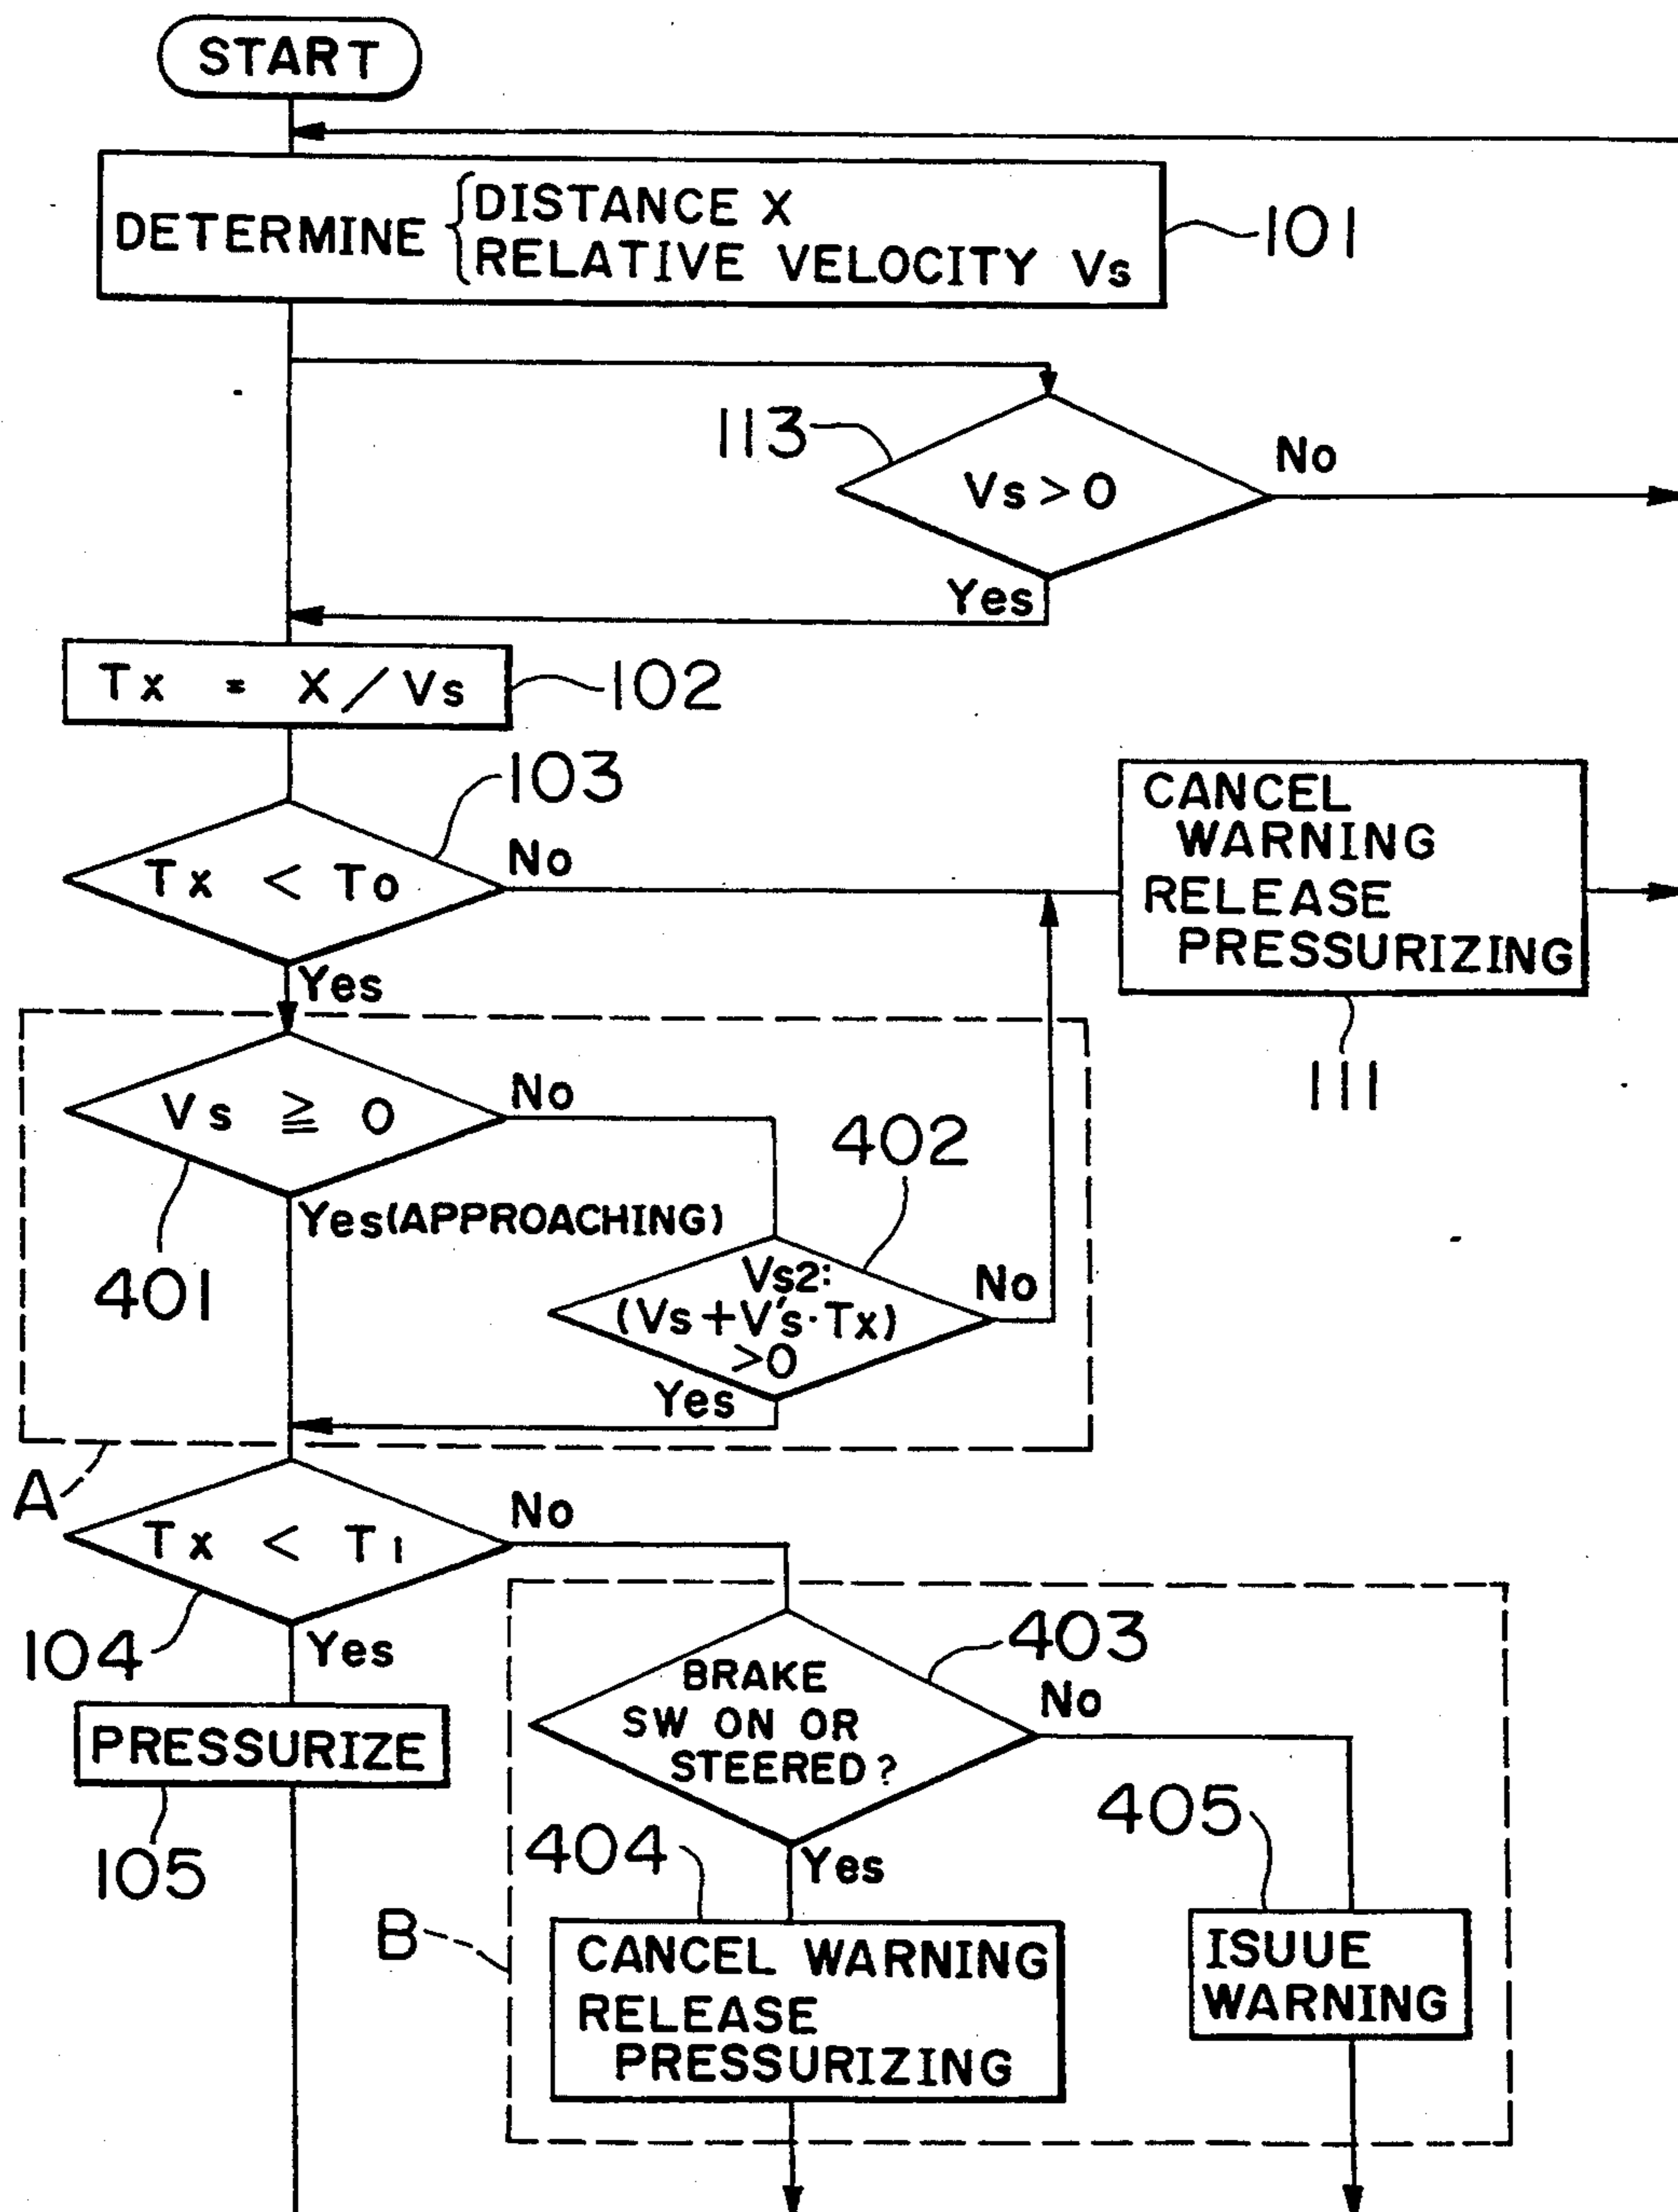 START
DETERMINE { DISTANCE X
RELATIVE VELOCITY Vs
101
113
Vs > 0
No
Yes
Tx = X / Vs
102
103
Tx < To
No
Yes
CANCEL
WARNING
RELEASE
PRESSURIZING
111
Vs ≧ 0
No
Yes(APPROACHING)
401
402
Vs2:
(Vs+V's·Tx)
>0
No
Yes
A
Tx < T1
No
104
Yes
PRESSURIZE
105
403
BRAKE
SW ON OR
STEERED?
No
Yes
404
405
B
CANCEL WARNING
RELEASE
PRESSURIZING
ISUUE
WARNING